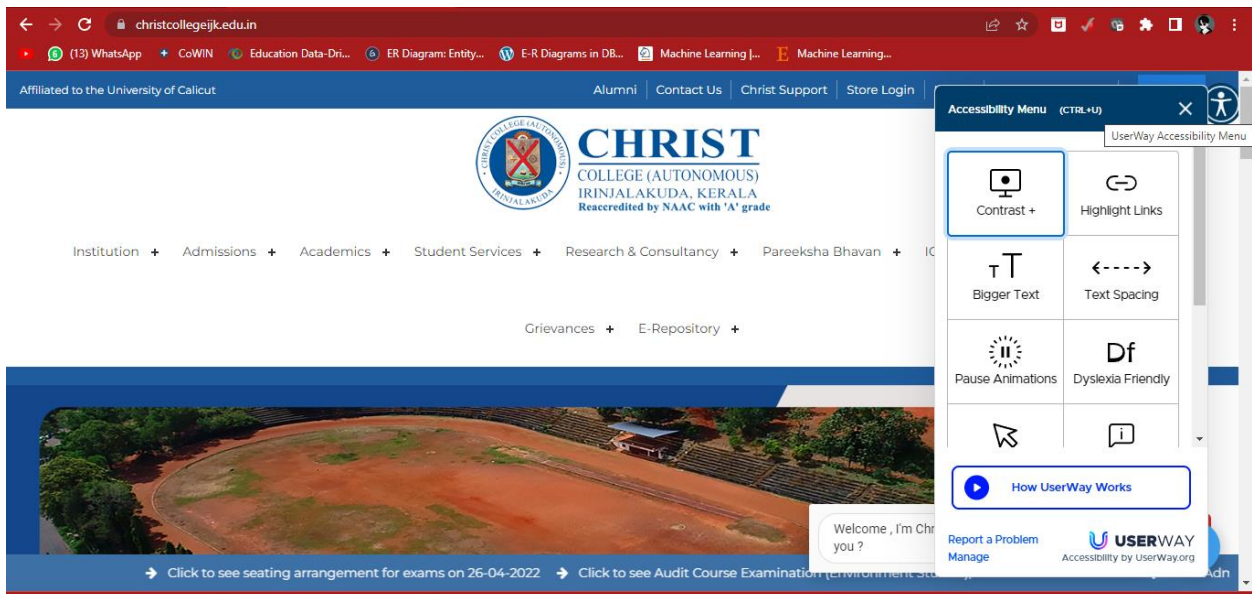 christcollegeijk.edu.in
(13) WhatsApp CoWIN Education Data-Dri... ER Diagram: Entity... E-R Diagrams in DB... Machine Learning |... Machine Learning...
Affiliated to the University of Calicut Alumni Contact Us Christ Support Store Login
Accessibility Menu (CTRL+U)
UserWay Accessibility Menu
CHRIST COLLEGE (AUTONOMOUS)
IRINJALAKUDA
CHRIST
COLLEGE (AUTONOMOUS)
IRINJALAKUDA, KERALA
Reaccredited by NAAC with 'A' grade
Institution + Admissions + Academics + Student Services + Research & Consultancy + Pareeksha Bhavan +
Grievances + E-Repository +
Contrast + Highlight Links
Bigger Text Text Spacing
Pause Animations Dyslexia Friendly
How UserWay Works
Report a Problem
Manage
USERWAY
Accessibility by UserWay.org
Welcome , I'm Chr
you ?
Click to see seating arrangement for exams on 26-04-2022 Click to see Audit Course Examination